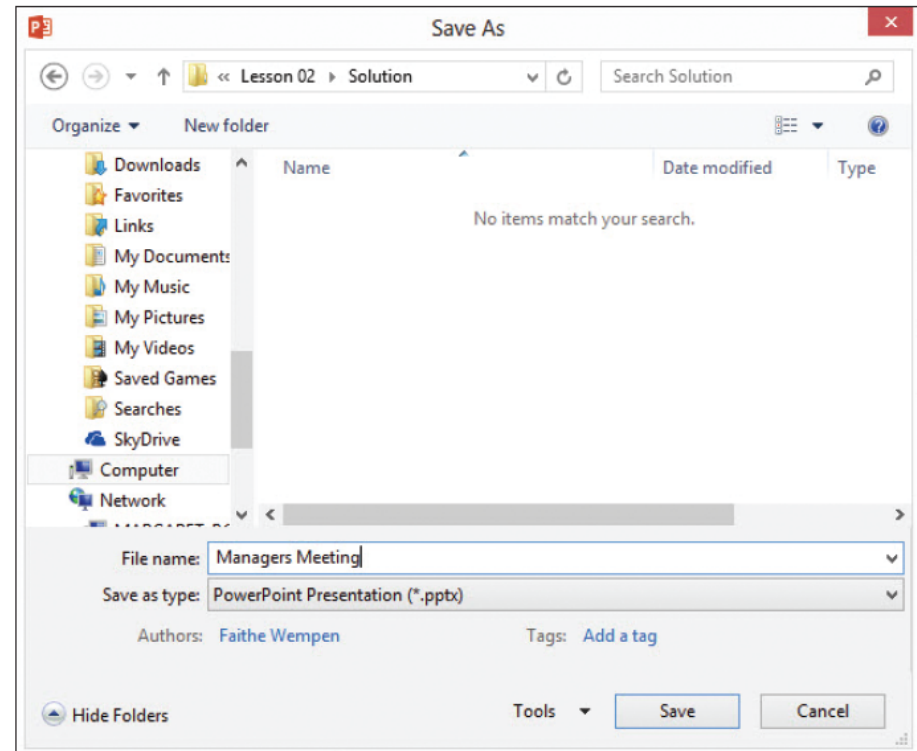 Save As
« Lesson 02 Solution
Search Solution
Organize
New folder
Name
Date modified
Type
No items match your search.
Downloads
Favorites
Links
My Documents
My Music
My Pictures
My Videos
Saved Games
Searches
SkyDrive
Computer
Network
File name: Managers Meeting
Save as type: PowerPoint Presentation (*.pptx)
Authors: Faithe Wempen Tags: Add a tag
Hide Folders
Tools
Save
Cancel